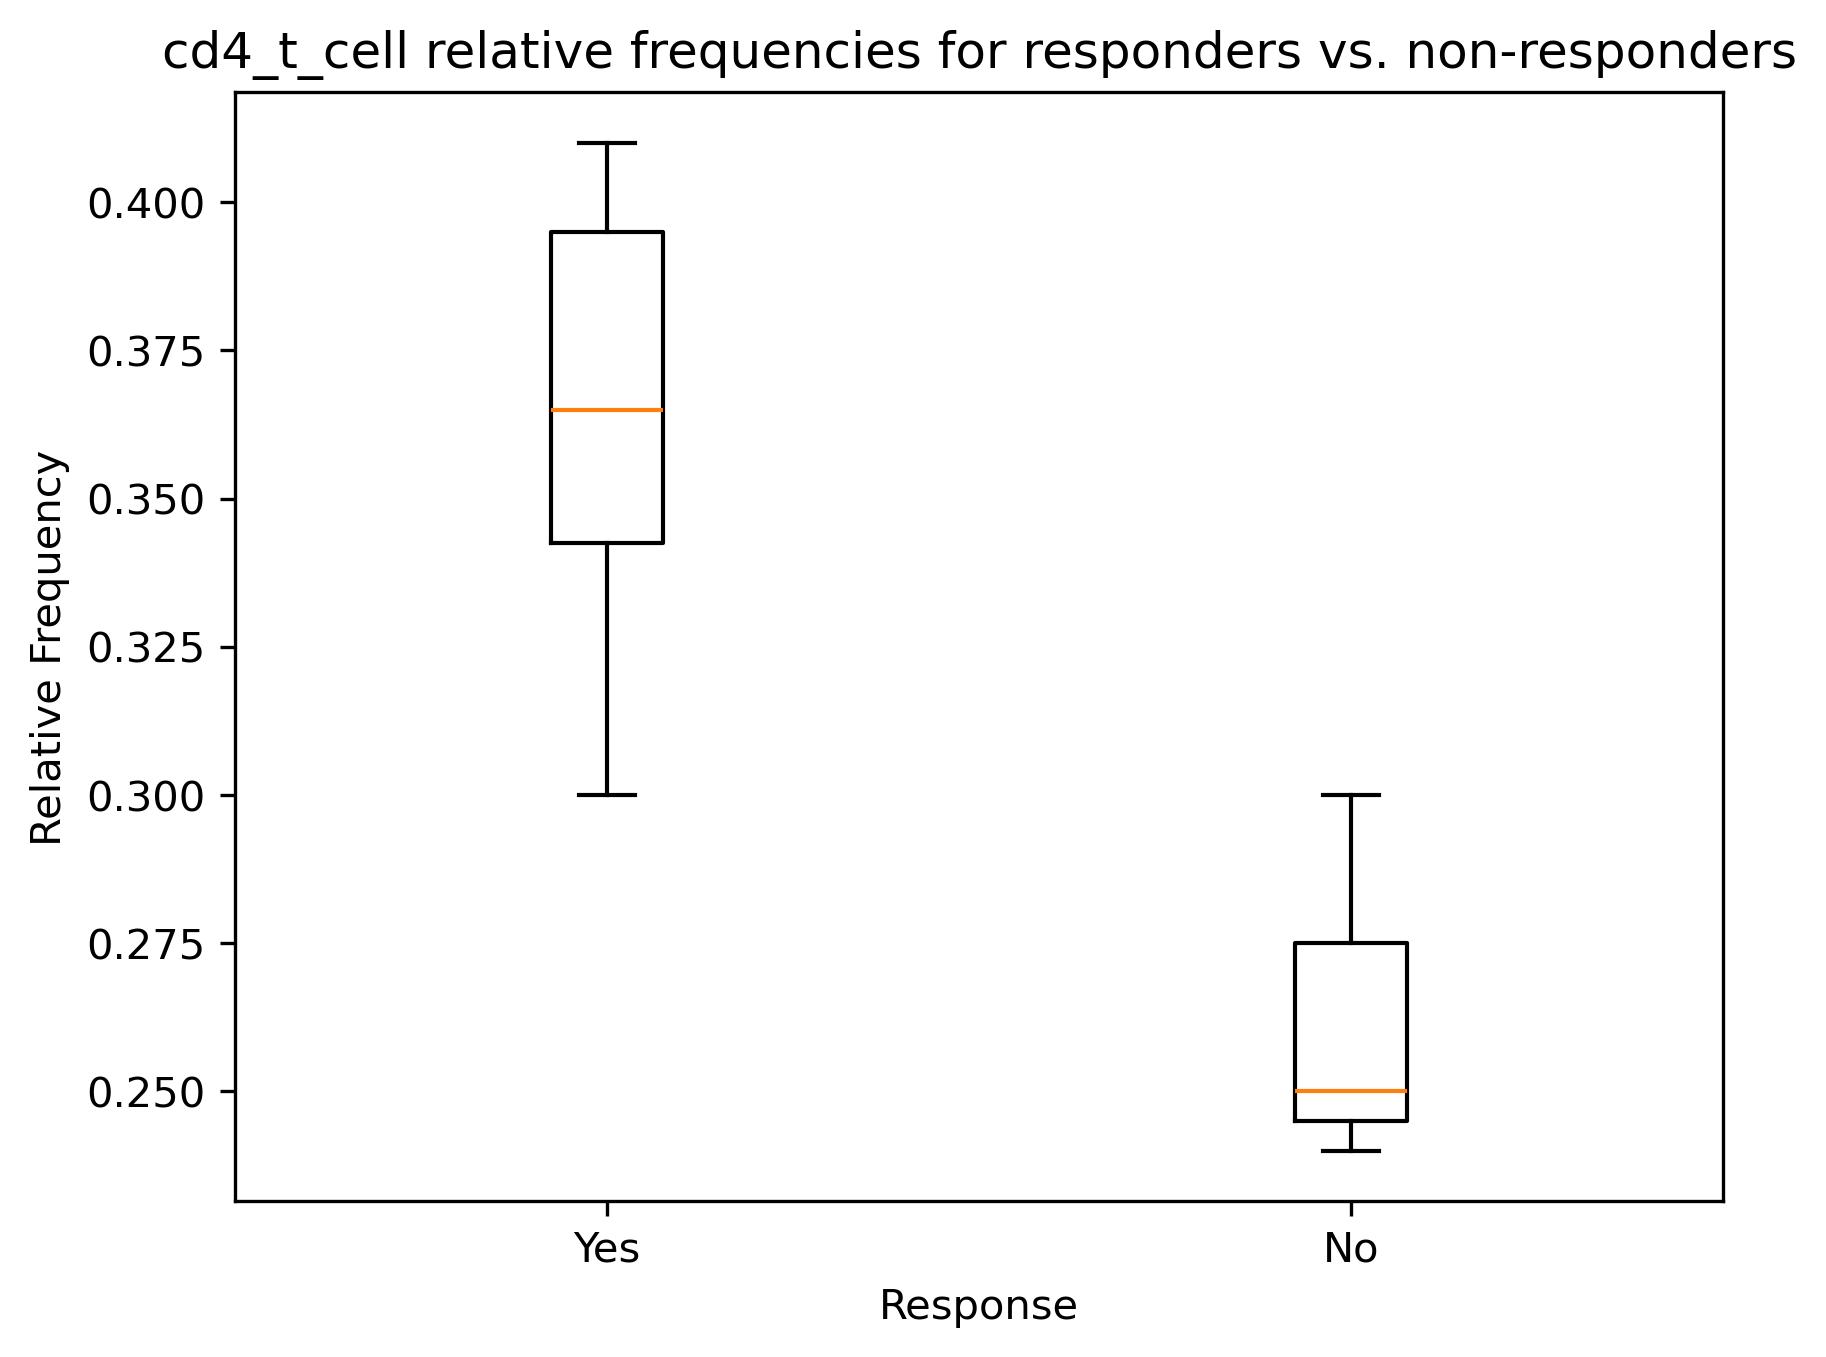 cd4_t_cell relative frequencies for responders vs. non-responders
Relative Frequency
0.400
0.375
0.350
0.325
0.300
0.275
0.250
Yes
No
Response